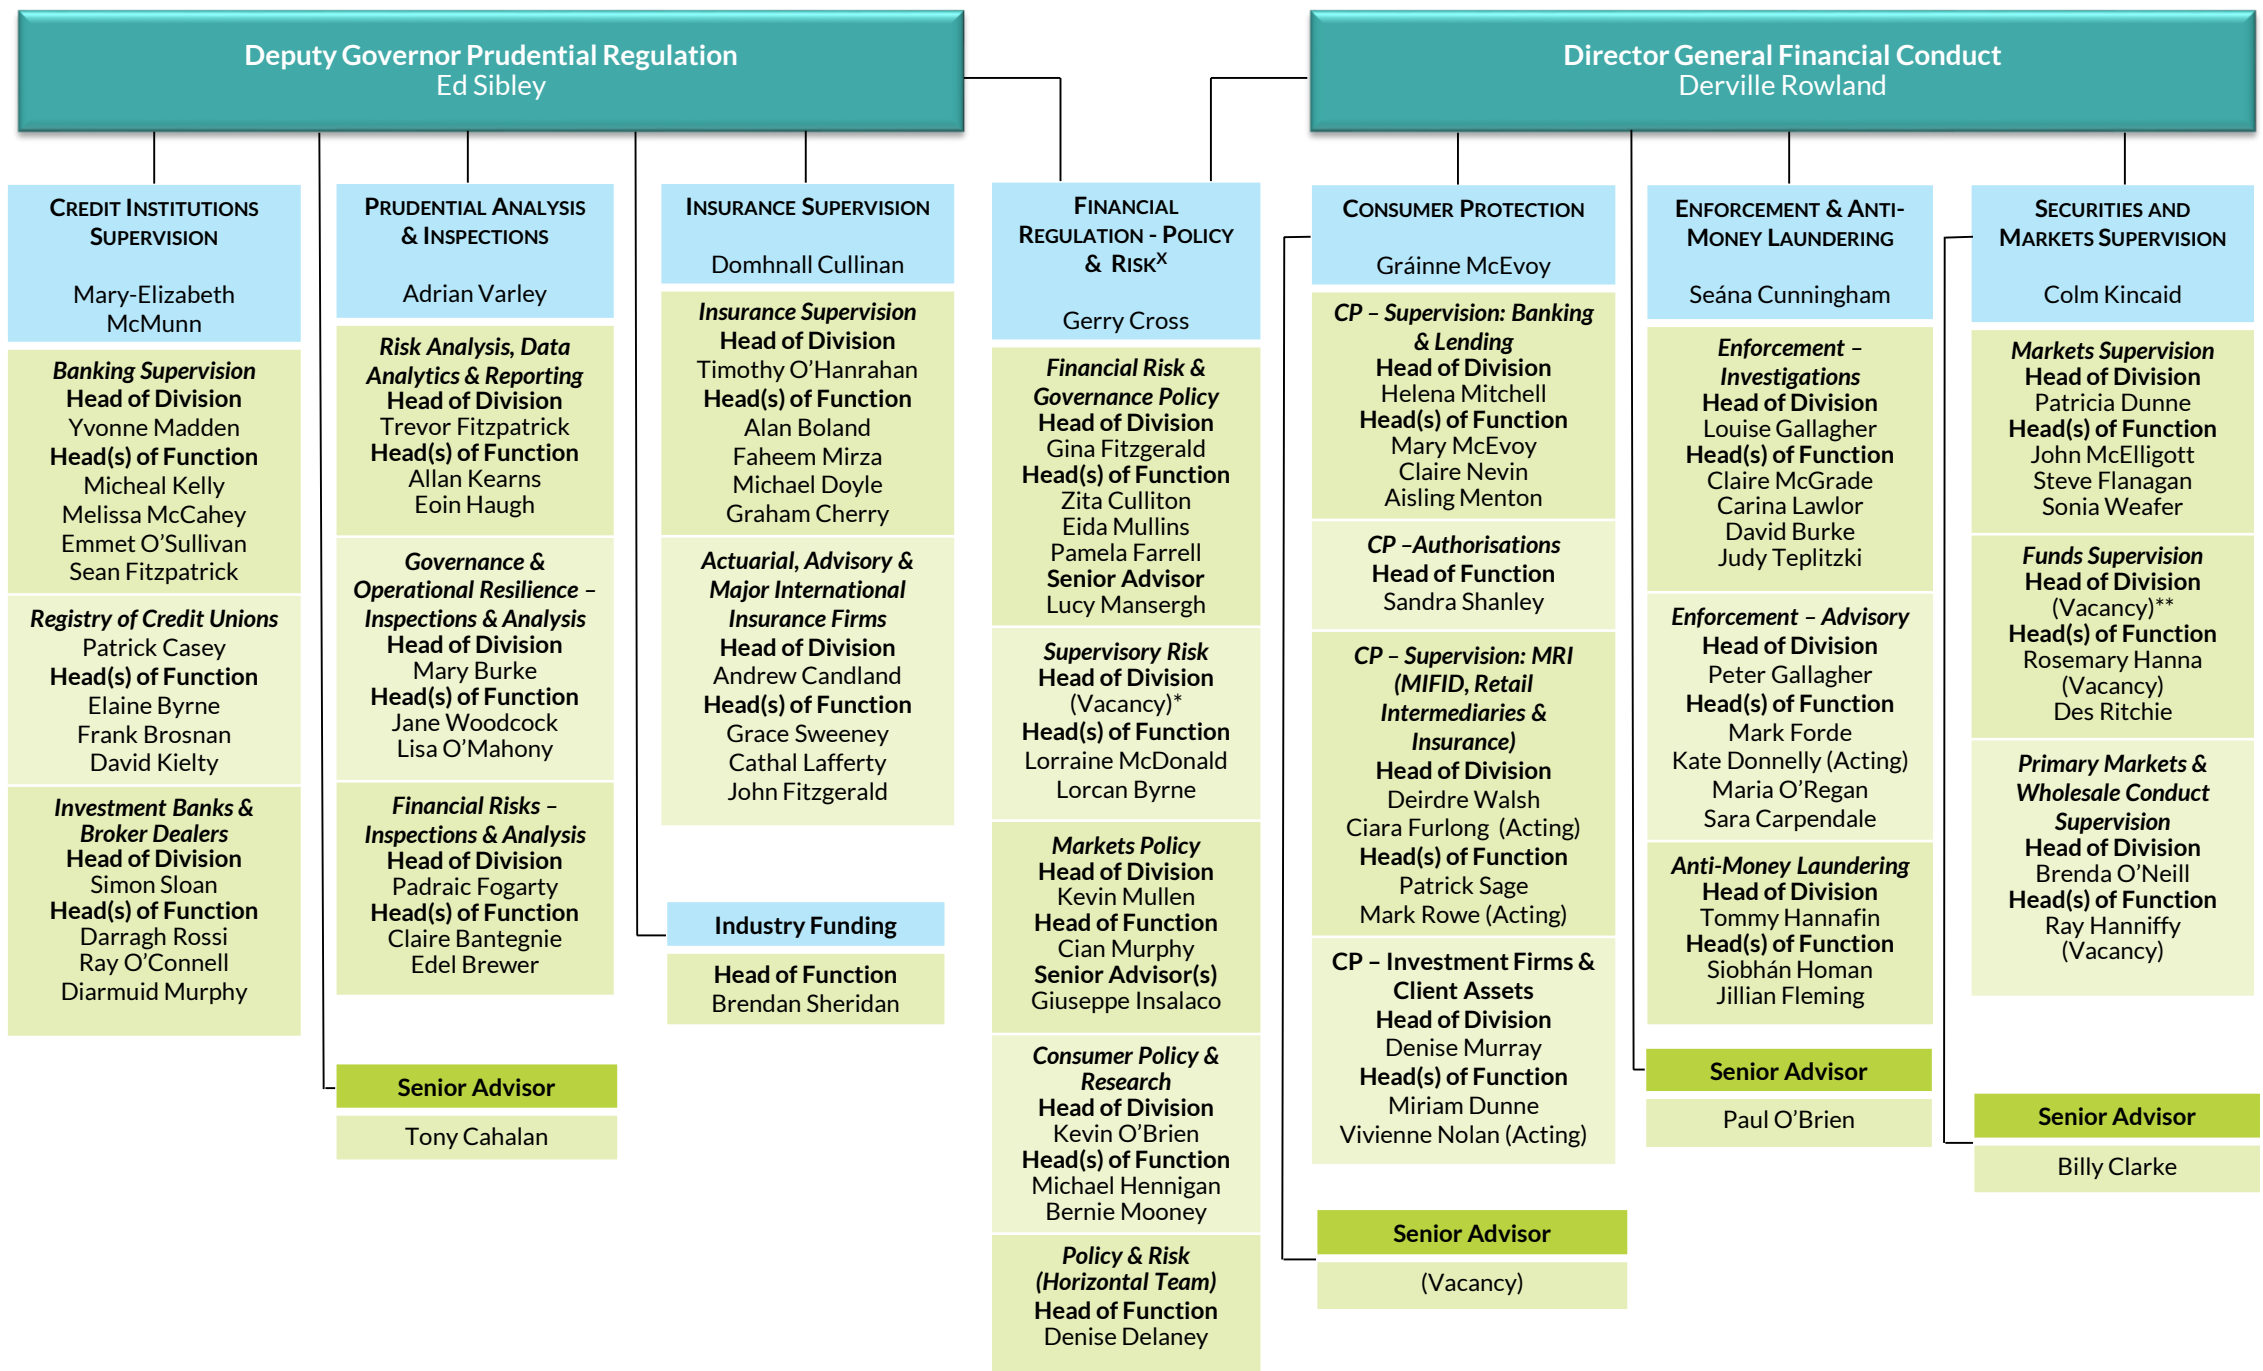 Deputy Governor Prudential Regulation
Ed Sibley
Director General Financial Conduct
Derville Rowland
CREDIT INSTITUTIONS
SUPERVISION
Mary-Elizabeth
McMunn
Banking Supervision
Head of Division
Yvonne Madden
Head(s) of Function
Micheal Kelly
Melissa McCahey
Emmet O’Sullivan
Sean Fitzpatrick
Registry of Credit Unions
Patrick Casey
Head(s) of Function
Elaine Byrne
Frank Brosnan
David Kielty
Investment Banks &
Broker Dealers
Head of Division
Simon Sloan
Head(s) of Function
Darragh Rossi
Ray O’Connell
Diarmuid Murphy
PRUDENTIAL ANALYSIS
& INSPECTIONS
Adrian Varley
Risk Analysis, Data
Analytics & Reporting
Head of Division
Trevor Fitzpatrick
Head(s) of Function
Allan Kearns
Eoin Haugh
Governance &
Operational Resilience –
Inspections & Analysis
Head of Division
Mary Burke
Head(s) of Function
Jane Woodcock
Lisa O’Mahony
Financial Risks –
Inspections & Analysis
Head of Division
Padraic Fogarty
Head(s) of Function
Claire Bantegnie
Edel Brewer
Senior Advisor
Tony Cahalan
INSURANCE SUPERVISION
Domhnall Cullinan
Insurance Supervision
Head of Division
Timothy O’Hanrahan
Head(s) of Function
Alan Boland
Faheem Mirza
Michael Doyle
Graham Cherry
Actuarial, Advisory &
Major International
Insurance Firms
Head of Division
Andrew Candland
Head(s) of Function
Grace Sweeney
Cathal Lafferty
John Fitzgerald
Industry Funding
Head of Function
Brendan Sheridan
FINANCIAL
REGULATION - POLICY
& RISKˣ
Gerry Cross
Financial Risk &
Governance Policy
Head of Division
Gina Fitzgerald
Head(s) of Function
Zita Culliton
Eida Mullins
Pamela Farrell
Senior Advisor
Lucy Mansergh
Supervisory Risk
Head of Division
(Vacancy)*
Head(s) of Function
Lorraine McDonald
Lorcan Byrne
Markets Policy
Head of Division
Kevin Mullen
Head of Function
Cian Murphy
Senior Advisor(s)
Giuseppe Insalaco
Consumer Policy &
Research
Head of Division
Kevin O’Brien
Head(s) of Function
Michael Hennigan
Bernie Mooney
Policy & Risk
(Horizontal Team)
Head of Function
Denise Delaney
CONSUMER PROTECTION
Gráinne McEvoy
CP – Supervision: Banking
& Lending
Head of Division
Helena Mitchell
Head(s) of Function
Mary McEvoy
Claire Nevin
Aisling Menton
CP –Authorisations
Head of Function
Sandra Shanley
CP – Supervision: MRI
(MIFID, Retail
Intermediaries &
Insurance)
Head of Division
Deirdre Walsh
Ciara Furlong (Acting)
Head(s) of Function
Patrick Sage
Mark Rowe (Acting)
CP – Investment Firms &
Client Assets
Head of Division
Denise Murray
Head(s) of Function
Miriam Dunne
Vivienne Nolan (Acting)
Senior Advisor
(Vacancy)
ENFORCEMENT & ANTI-
MONEY LAUNDERING
Seána Cunningham
Enforcement –
Investigations
Head of Division
Louise Gallagher
Head(s) of Function
Claire McGrade
Carina Lawlor
David Burke
Judy Teplitzki
Enforcement – Advisory
Head of Division
Peter Gallagher
Head(s) of Function
Mark Forde
Kate Donnelly (Acting)
Maria O’Regan
Sara Carpendale
Anti-Money Laundering
Head of Division
Tommy Hannafin
Head(s) of Function
Siobhán Homan
Jillian Fleming
Senior Advisor
Paul O’Brien
SECURITIES AND
MARKETS SUPERVISION
Colm Kincaid
Markets Supervision
Head of Division
Patricia Dunne
Head(s) of Function
John McElligott
Steve Flanagan
Sonia Weafer
Funds Supervision
Head of Division
(Vacancy)**
Head(s) of Function
Rosemary Hanna
(Vacancy)
Des Ritchie
Primary Markets &
Wholesale Conduct
Supervision
Head of Division
Brenda O’Neill
Head(s) of Function
Ray Hanniffy
(Vacancy)
Senior Advisor
Billy Clarke